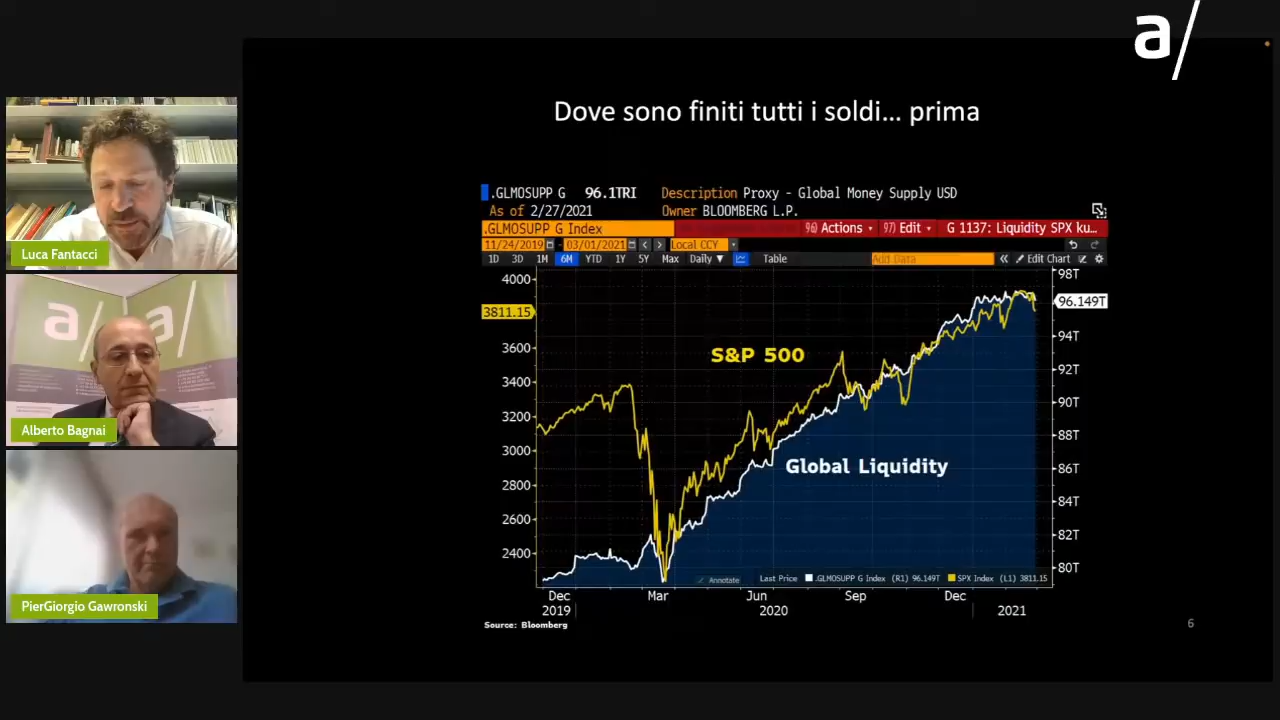 a/
Dove sono finiti tutti i soldi... prima
.GLMOSUPP G 96.1TRI Description Proxy - Global Money Supply USD
As of 2/27/2021 Owner BLOOMBERG L.P.
.GLMOSUPP G Index 96) Actions 97) Edit G 1137: Liquidity SPX ku...
11/24/2019 - 03/01/2021 Local CCY
1D 3D 1M 6M YTD 1Y 5Y Max Daily ▼ Table Add Data « Edit Chart
4000
3811.15
3600
3400
3200
3000
2800
2600
2400
98T
96.149T
94T
92T
90T
88T
86T
84T
82T
80T
S&P 500
Global Liquidity
Annotate Last Price .GLMOSUPP G Index (R1) 96.149T SPX Index (L1) 3811.15
Dec Mar Jun Sep Dec
2019 2020 2021
Source: Bloomberg
6
Luca Fantacci
a/ a/
Alberto Bagnai
PierGiorgio Gawronski